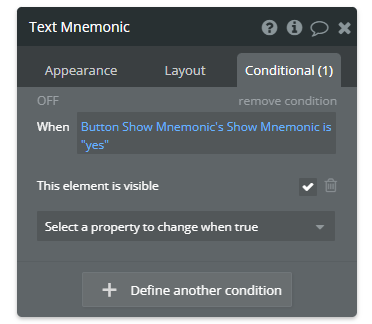 Text Mnemonic
Appearance Layout Conditional (1)
OFF remove condition
When Button Show Mnemonic's Show Mnemonic is
"yes"
This element is visible
Select a property to change when true
Define another condition